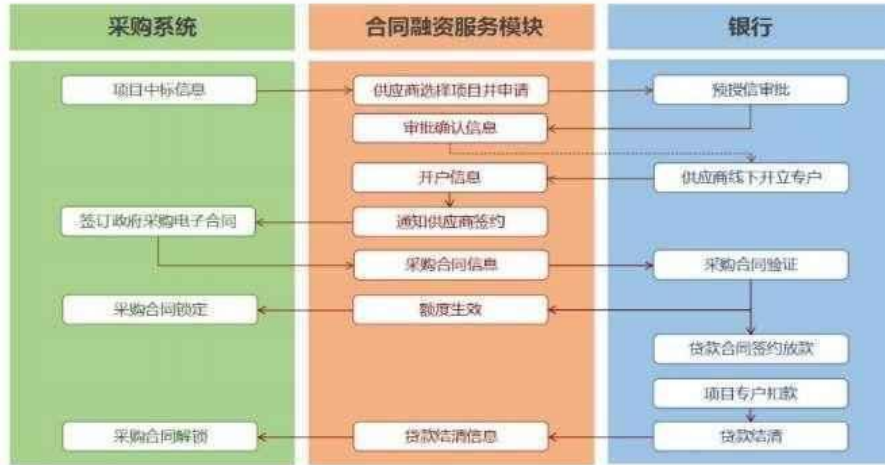 采购系统
合同融资服务模块
银行
项目中标信息
供应商选择项目并申请
预授信审批
审批确认信息
开户信息
供应商线下开立专户
签订政府采购电子合同
通知供应商签约
采购合同信息
采购合同验证
采购合同锁定
额度生效
贷款合同签约放款
项目专户扣款
采购合同解锁
贷款结清信息
贷款结清